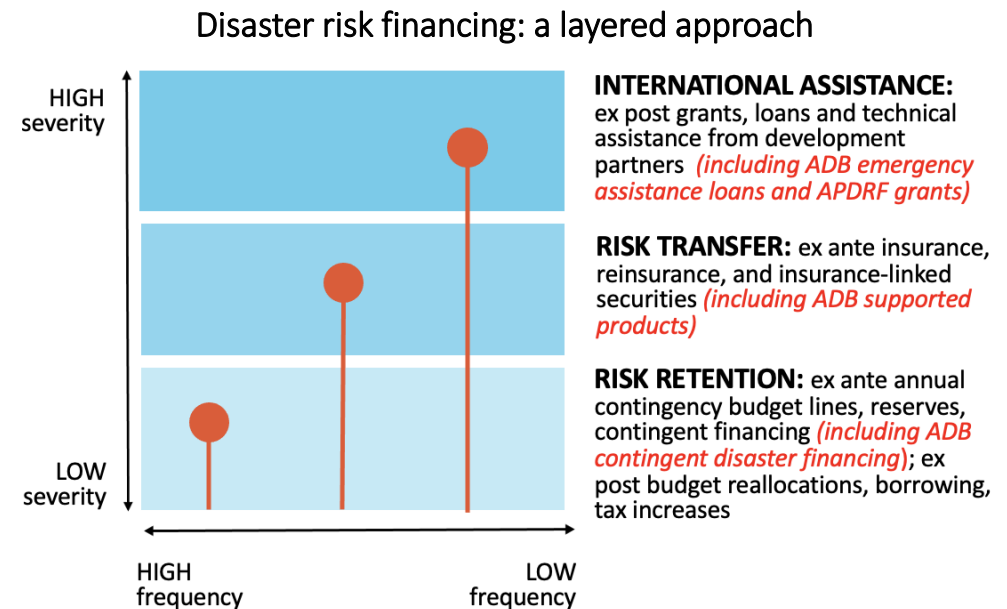 Disaster risk financing: a layered approach
HIGH
severity
LOW
severity
HIGH
frequency
LOW
frequency
INTERNATIONAL ASSISTANCE:
ex post grants, loans and technical
assistance from development
partners (including ADB emergency
assistance loans and APDRF grants)
RISK TRANSFER: ex ante insurance,
reinsurance, and insurance-linked
securities (including ADB supported
products)
RISK RETENTION: ex ante annual
contingency budget lines, reserves,
contingent financing (including ADB
contingent disaster financing); ex
post budget reallocations, borrowing,
tax increases